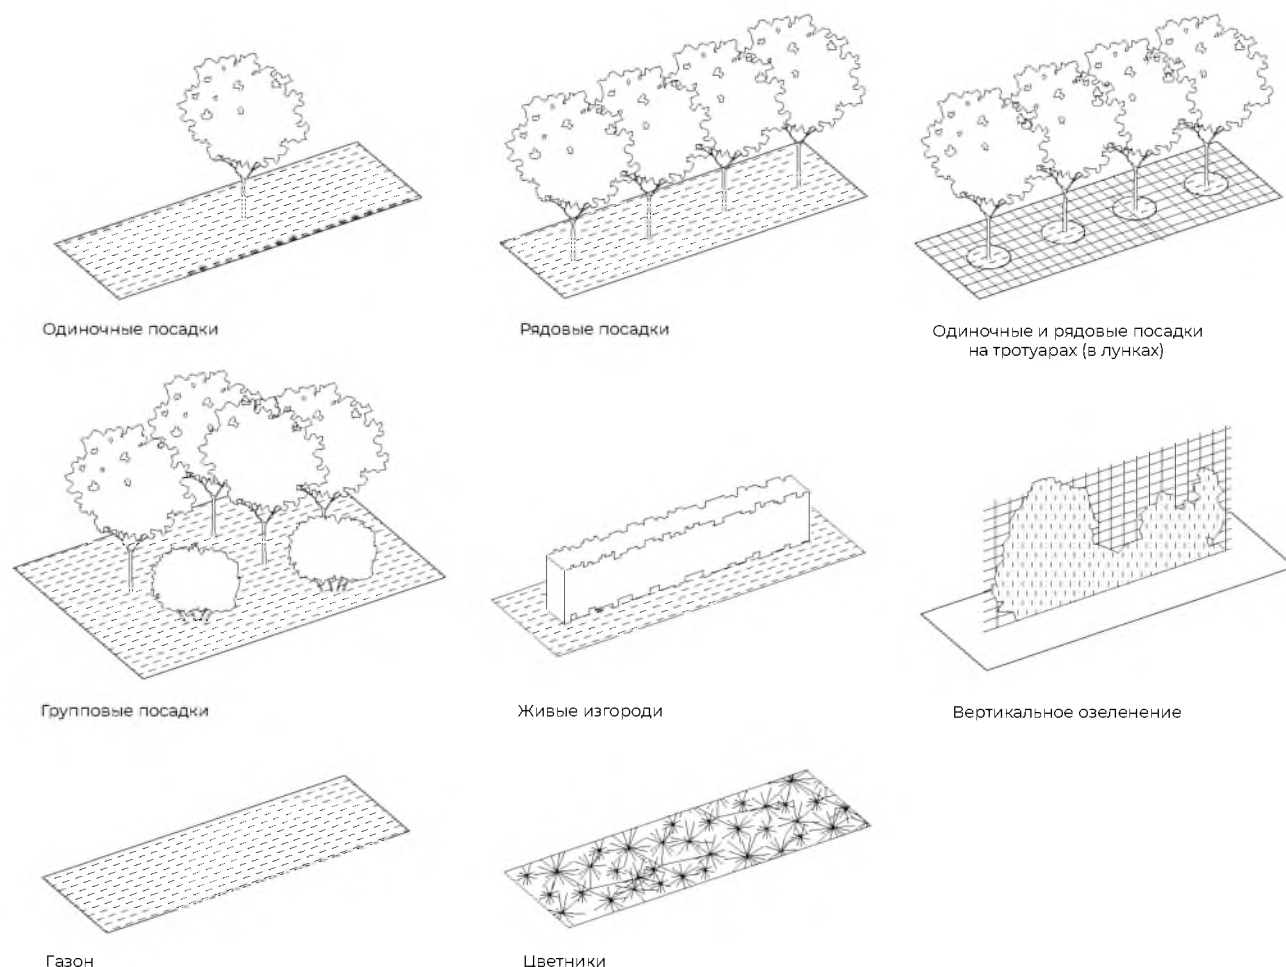 Одиночные посадки
Рядовые посадки
Одиночные и рядовые посадки
на тротуарах (в лунках)
Групповые посадки
Живые изгороди
Вертикальное озеленение
Газон
Цветники